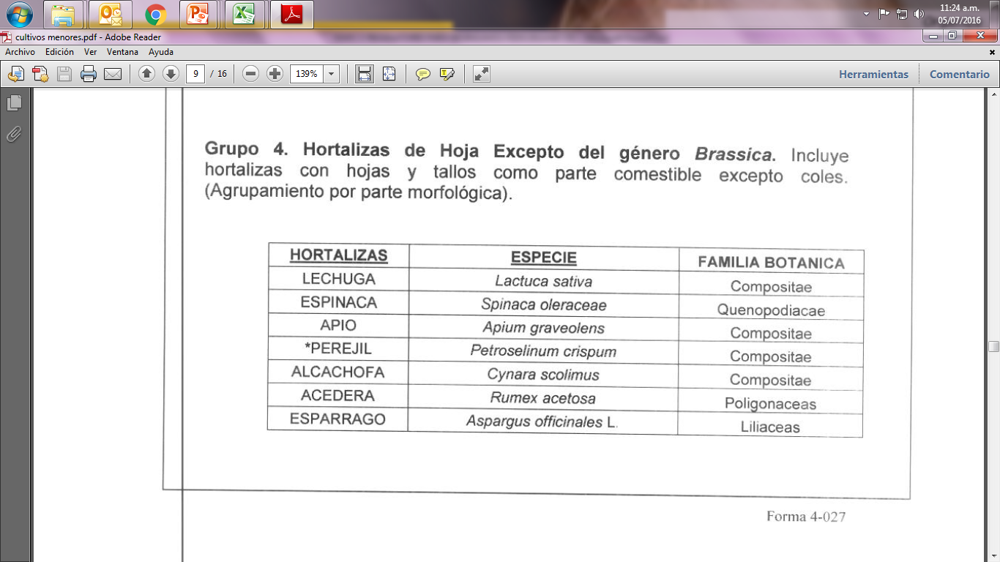 11:24 a.m.
05/07/2016
cultivos menores.pdf - Adobe Reader
Archivo Edición Ver Ventana Ayuda
9 / 16 139% Herramientas Comentario
Grupo 4. Hortalizas de Hoja Excepto del género Brassica. Incluye
hortalizas con hojas y tallos como parte comestible excepto coles.
(Agrupamiento por parte morfológica).
HORTALIZAS ESPECIE FAMILIA BOTANICA
LECHUGA Lactuca sativa Compositae
ESPINACA Spinaca oleraceae Quenopodiacae
APIO Apium graveolens Compositae
*PEREJIL Petroselinum crispum Compositae
ALCACHOFA Cynara scolimus Compositae
ACEDERA Rumex acetosa Poligonaceas
ESPARRAGO Aspargus officinales L. Liliaceas
Forma 4-027